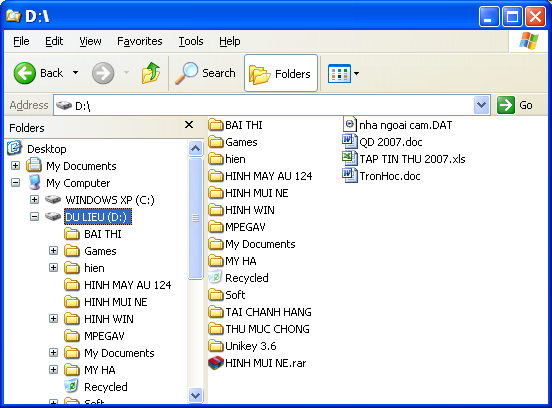 D:\
File Edit View Favorites Tools Help
Back Search Folders
Address D:\ Go
Folders
Desktop
My Documents
My Computer
WINDOWS XP (C:)
DU LIEU (D:)
BAI THI
Games
hien
HINH MAY AU 124
HINH MUI NE
HINH WIN
MPEGAV
My Documents
MY HA
Recycled
Soft
BAI THI
Games
hien
HINH MAY AU 124
HINH MUI NE
HINH WIN
MPEGAV
My Documents
MY HA
Recycled
Soft
TAI CHANH HANG
THU MUC CHONG
Unikey 3.6
HINH MUI NE.rar
nha ngoai cam.DAT
QD 2007.doc
TAP TIN THU 2007.xls
TronHoc.doc